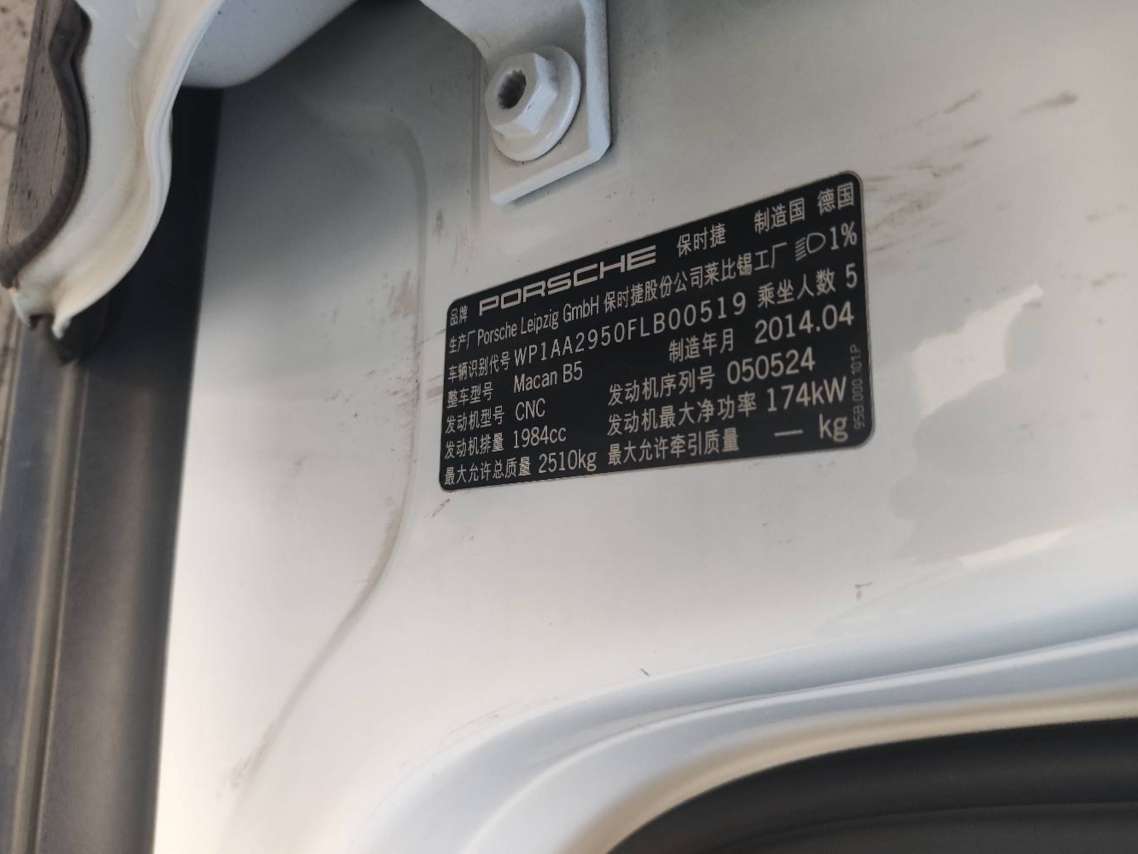 品牌 PORSCHE 保时捷 制造国 德国
生产厂 Porsche Leipzig GmbH 保时捷股份公司莱比锡工厂 1%
车辆识别代号 WP1AA2950FLB00519 乘坐人数 5
整车型号 Macan B5 制造年月 2014.04
发动机型号 CNC 发动机序列号 050524
发动机排量 1984cc 发动机最大净功率 174kW
最大允许总质量 2510kg 最大允许牵引质量 — kg
95B.000.101.P